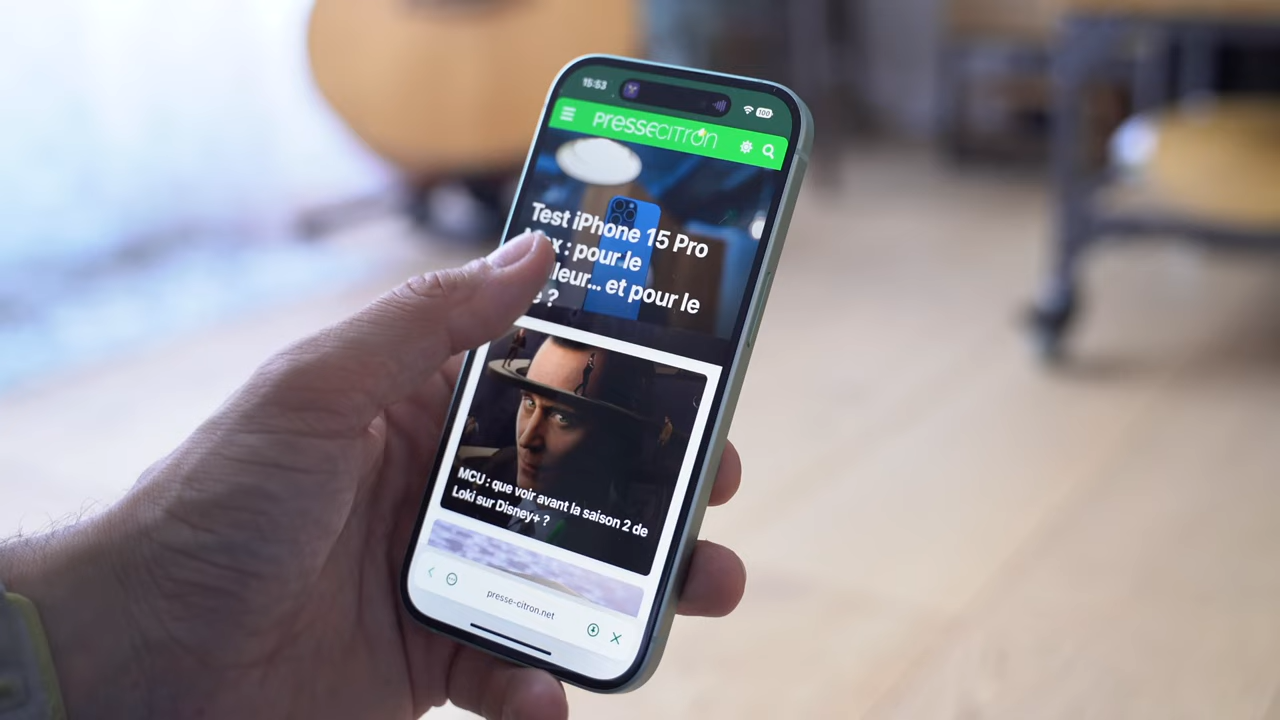 15:53
100
PRESSECITRON
Test iPhone 15 Pro
: pour le
et pour le
?
MCU : que voir avant la saison 2 de
Loki sur Disney+ ?
presse-citron.net